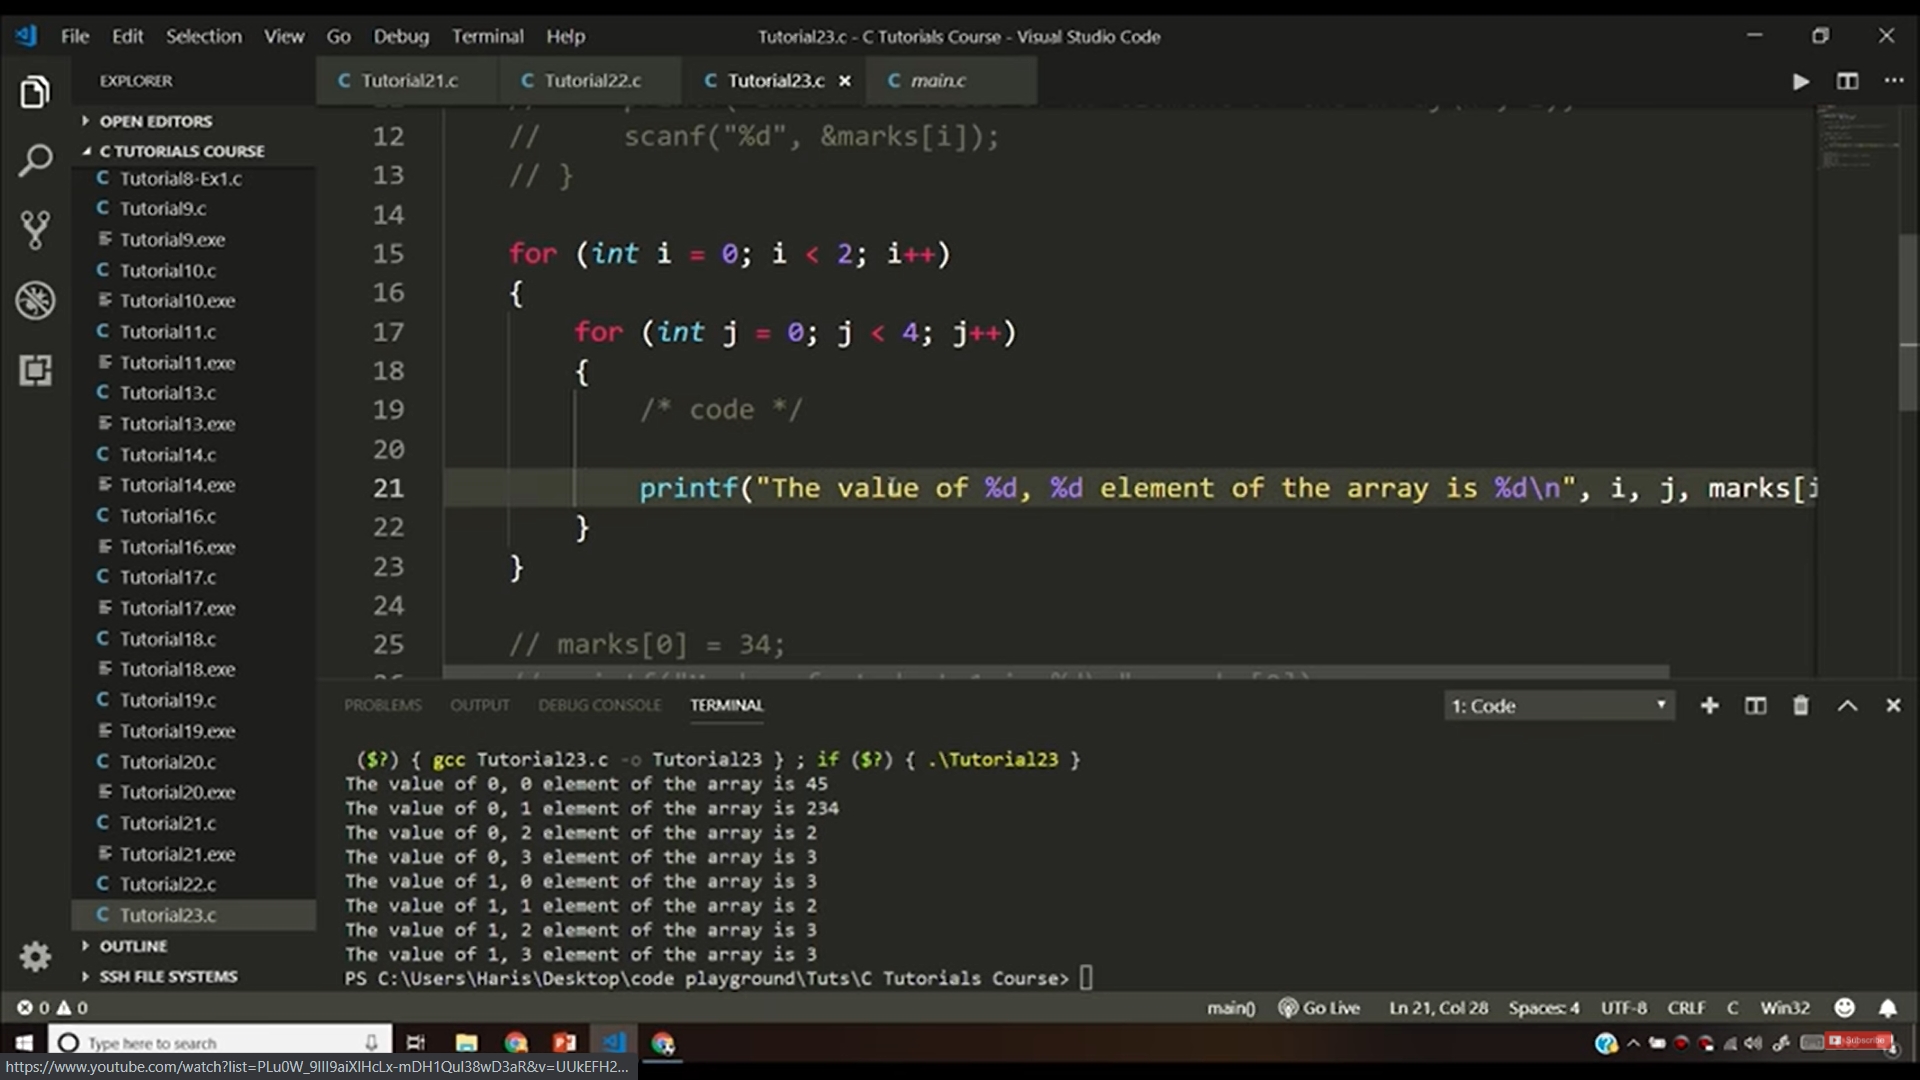 File Edit Selection View Go Debug Terminal Help
Tutorial23.c - C Tutorials Course - Visual Studio Code
EXPLORER
Tutorial21.c
Tutorial22.c
Tutorial23.c
main.c
OPEN EDITORS
C TUTORIALS COURSE
Tutorial8-Ex1.c
Tutorial9.c
Tutorial9.exe
Tutorial10.c
Tutorial10.exe
Tutorial11.c
Tutorial11.exe
Tutorial13.c
Tutorial13.exe
Tutorial14.c
Tutorial14.exe
Tutorial16.c
Tutorial16.exe
Tutorial17.c
Tutorial17.exe
Tutorial18.c
Tutorial18.exe
Tutorial19.c
Tutorial19.exe
Tutorial20.c
Tutorial20.exe
Tutorial21.c
Tutorial21.exe
Tutorial22.c
Tutorial23.c
OUTLINE
SSH FILE SYSTEMS
12 // scanf("%d", &marks[i]);
13 // }
14
15 for (int i = 0; i < 2; i++)
16 {
17 for (int j = 0; j < 4; j++)
18 {
19 /* code */
20
21 printf("The value of %d, %d element of the array is %d\n", i, j, marks[i
22 }
23 }
24
25 // marks[0] = 34;
PROBLEMS OUTPUT DEBUG CONSOLE TERMINAL
1: Code
($?) { gcc Tutorial23.c -o Tutorial23 } ; if ($?) { .\Tutorial23 }
The value of 0, 0 element of the array is 45
The value of 0, 1 element of the array is 234
The value of 0, 2 element of the array is 2
The value of 0, 3 element of the array is 3
The value of 1, 0 element of the array is 3
The value of 1, 1 element of the array is 2
The value of 1, 2 element of the array is 3
The value of 1, 3 element of the array is 3
PS C:\Users\Haris\Desktop\code playground\Tuts\C Tutorials Course>
0 0
main() Go Live Ln 21, Col 28 Spaces: 4 UTF-8 CRLF C Win32
Type here to search
Subscribe